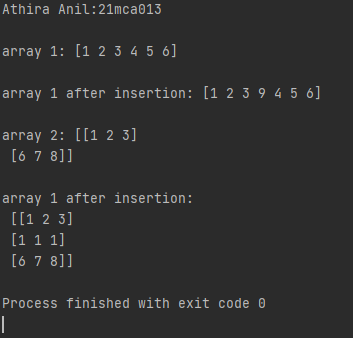 Athira Anil:21mca013
array 1: [1 2 3 4 5 6]
array 1 after insertion: [1 2 3 9 4 5 6]
array 2: [[1 2 3]
 [6 7 8]]
array 1 after insertion:
 [[1 2 3]
 [1 1 1]
 [6 7 8]]
Process finished with exit code 0